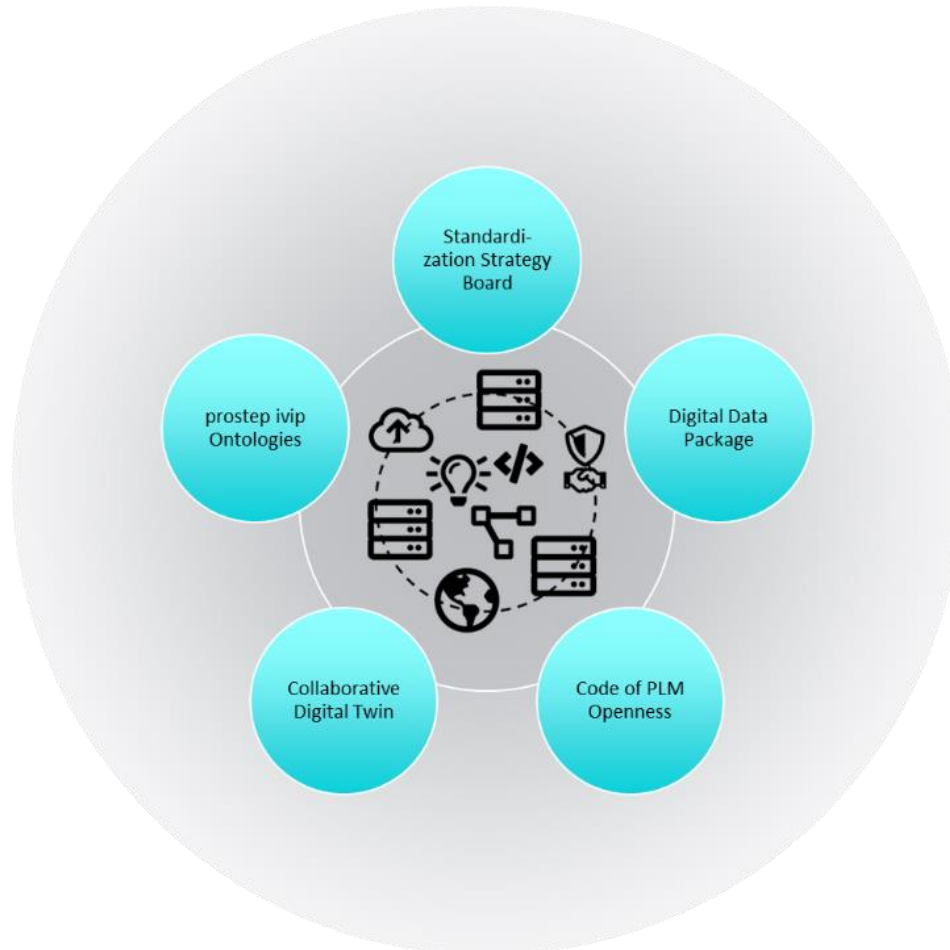 Standardi-
zation Strategy
Board
prostep ivip
Ontologies
Digital Data
Package
Collaborative
Digital Twin
Code of PLM
Openness